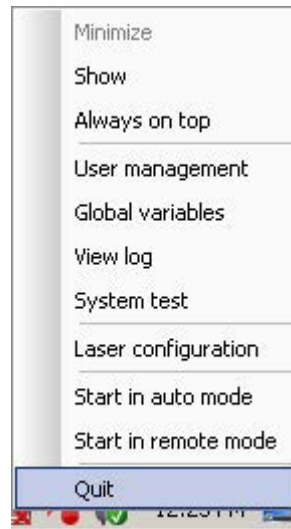 Minimize
Show
Always on top
User management
Global variables
View log
System test
Laser configuration
Start in auto mode
Start in remote mode
Quit